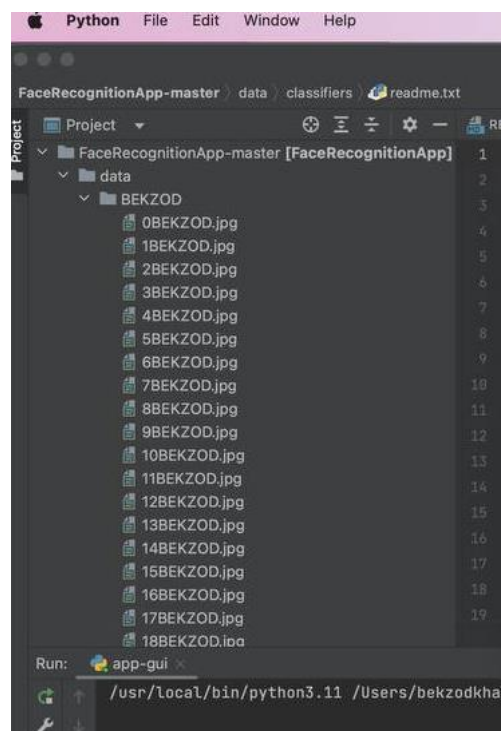 Python File Edit Window Help
FaceRecognitionApp-master data classifiers readme.txt
Project
Project
FaceRecognitionApp-master [FaceRecognitionApp]
data
BEKZOD
0BEKZOD.jpg
1BEKZOD.jpg
2BEKZOD.jpg
3BEKZOD.jpg
4BEKZOD.jpg
5BEKZOD.jpg
6BEKZOD.jpg
7BEKZOD.jpg
8BEKZOD.jpg
9BEKZOD.jpg
10BEKZOD.jpg
11BEKZOD.jpg
12BEKZOD.jpg
13BEKZOD.jpg
14BEKZOD.jpg
15BEKZOD.jpg
16BEKZOD.jpg
17BEKZOD.jpg
18BEKZOD.jpg
1
2
3
4
5
6
7
8
9
10
11
12
13
14
15
16
17
18
19
Run: app-gui
/usr/local/bin/python3.11 /Users/bekzodkha